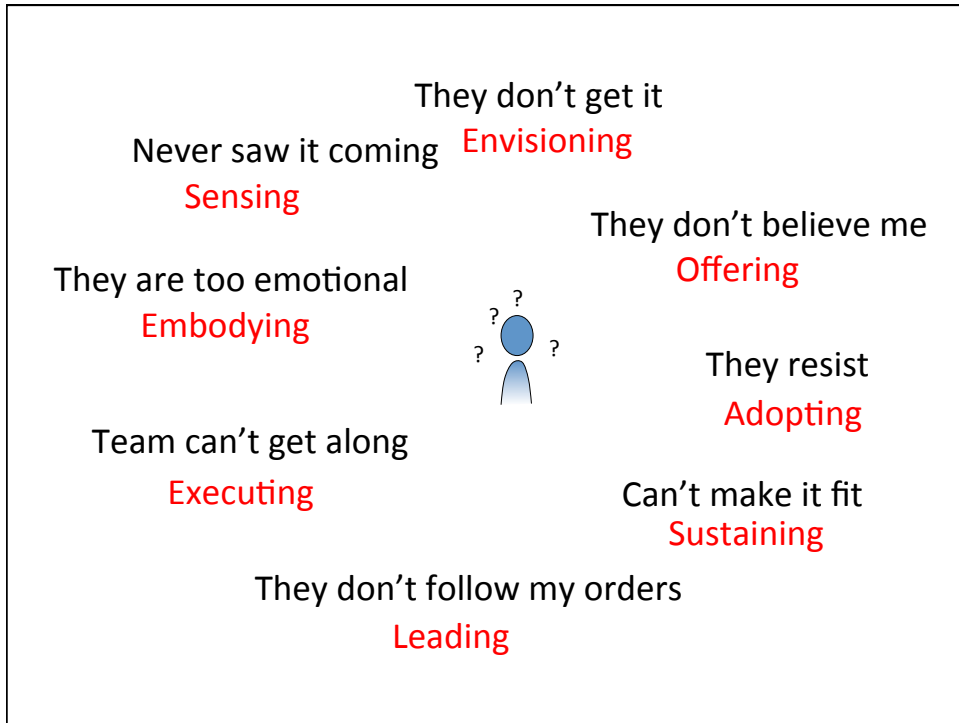 They don’t get it
Envisioning
Never saw it coming
Sensing
They don’t believe me
Offering
They are too emotional
Embodying
?
?
?
?
They resist
Adopting
Team can’t get along
Executing
Can’t make it fit
Sustaining
They don’t follow my orders
Leading